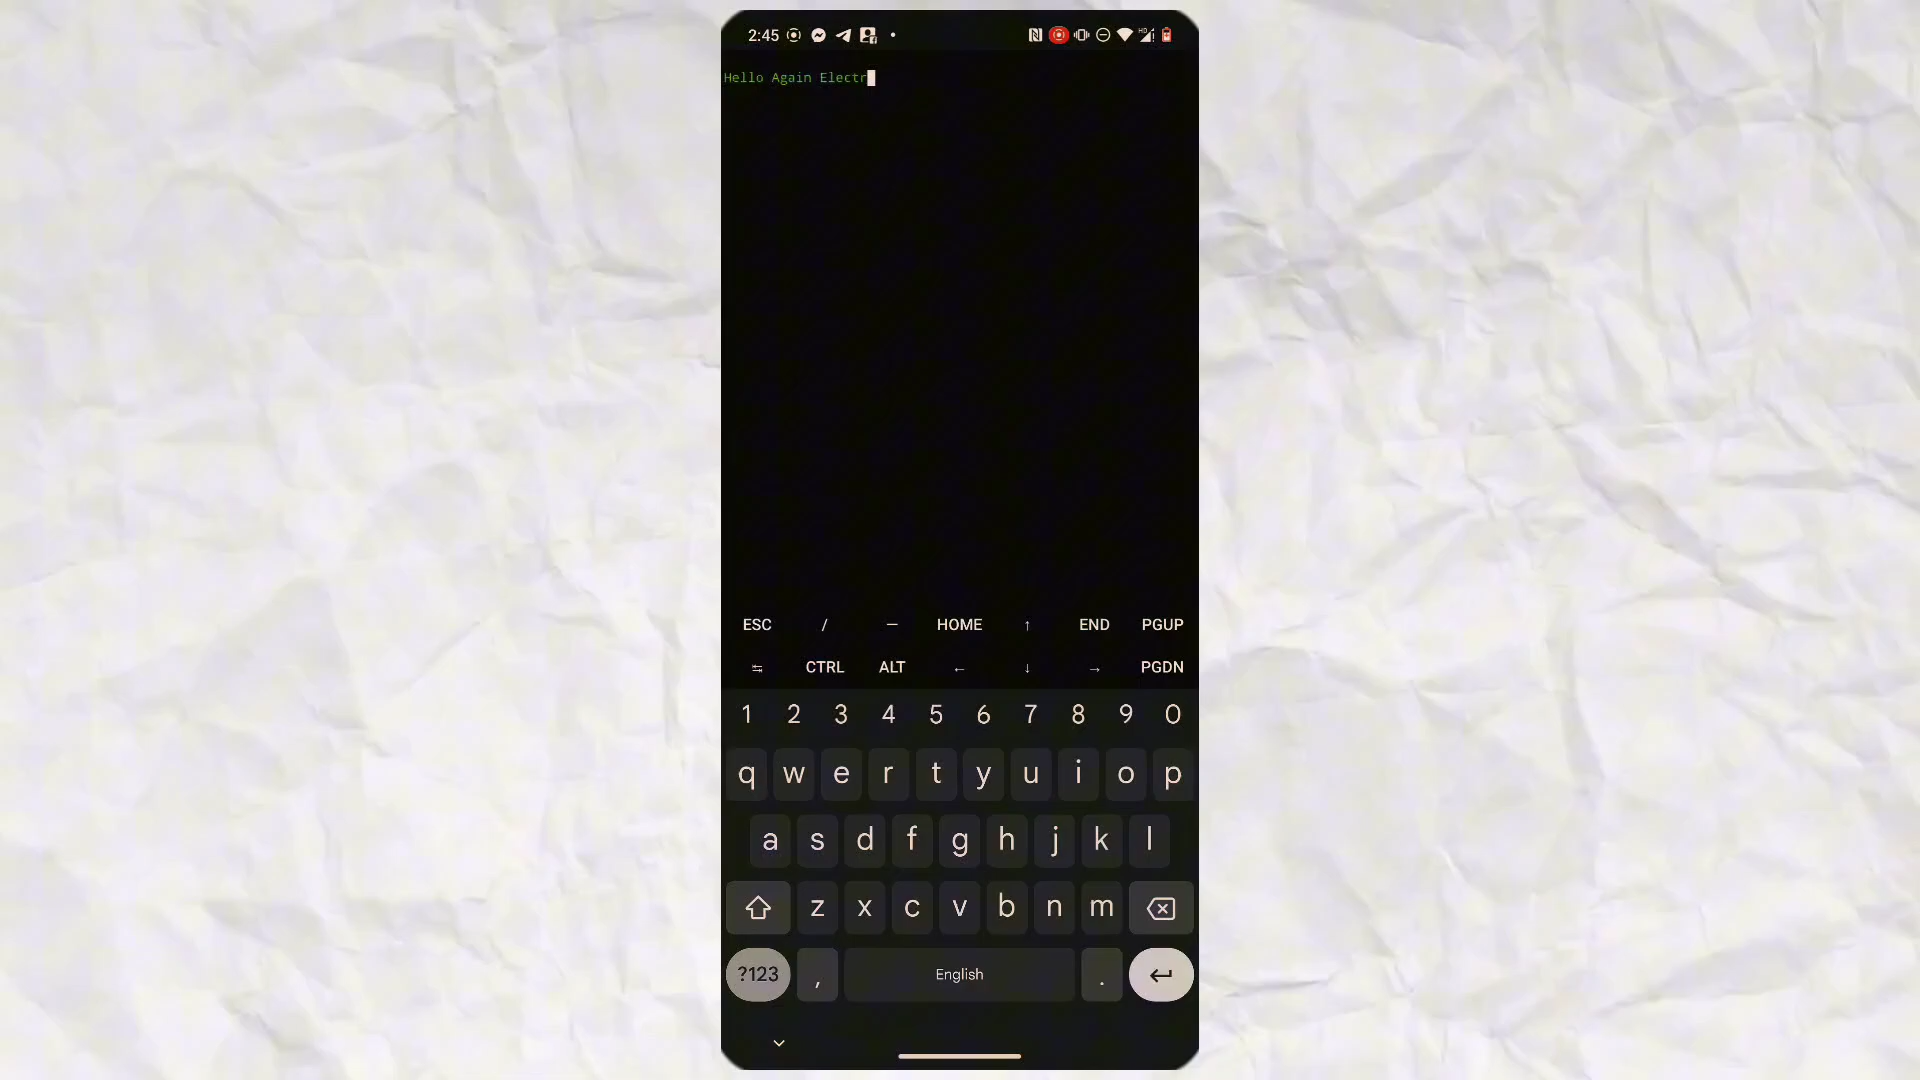 2:45
Hello Again Electr
ESC / — HOME ↑ END PGUP
⇆ CTRL ALT ← ↓ → PGDN
1 2 3 4 5 6 7 8 9 0
q w e r t y u i o p
a s d f g h j k l
z x c v b n m
?123 , English .